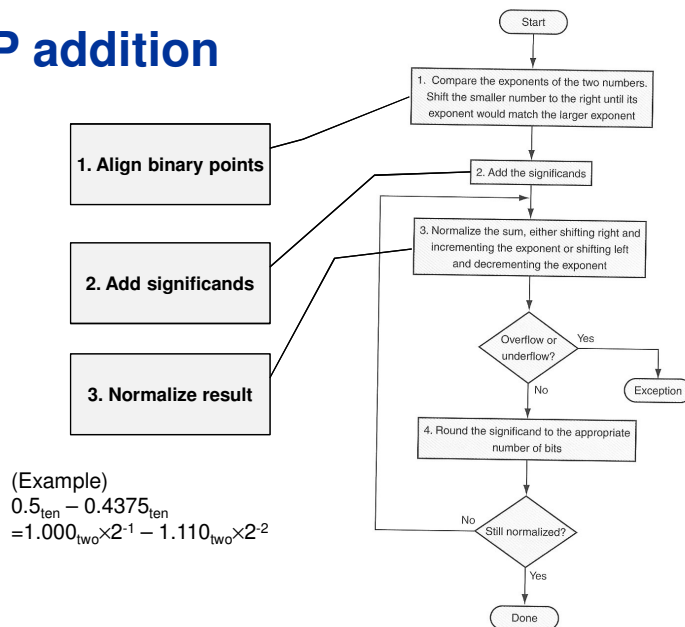 P addition
1. Align binary points
2. Add significands
3. Normalize result
(Example)
0.5ten – 0.4375ten
=1.000two×2-1 – 1.110two×2-2
Start
1. Compare the exponents of the two numbers.
Shift the smaller number to the right until its
exponent would match the larger exponent
2. Add the significands
3. Normalize the sum, either shifting right and
incrementing the exponent or shifting left
and decrementing the exponent
Overflow or
underflow?
Yes
Exception
No
4. Round the significand to the appropriate
number of bits
No
Still normalized?
Yes
Done